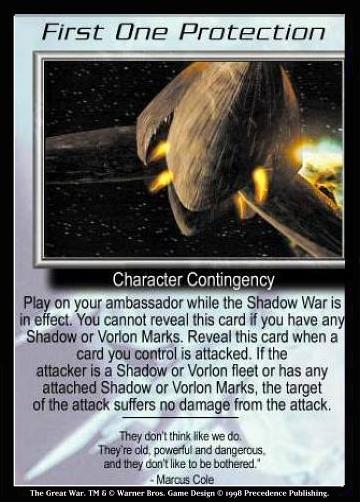 First One Protection
Character Contingency
Play on your ambassador while the Shadow War is
in effect. You cannot reveal this card if you have any
Shadow or Vorlon Marks. Reveal this card when a
card you control is attacked. If the
attacker is a Shadow or Vorlon fleet or has any
attached Shadow or Vorlon Marks, the target
of the attack suffers no damage from the attack.
They don't think like we do.
They're old, powerful and dangerous,
and they don't like to be bothered."
- Marcus Cole
The Great War. TM & © Warner Bros. Game Design © 1998 Precedence Publishing.